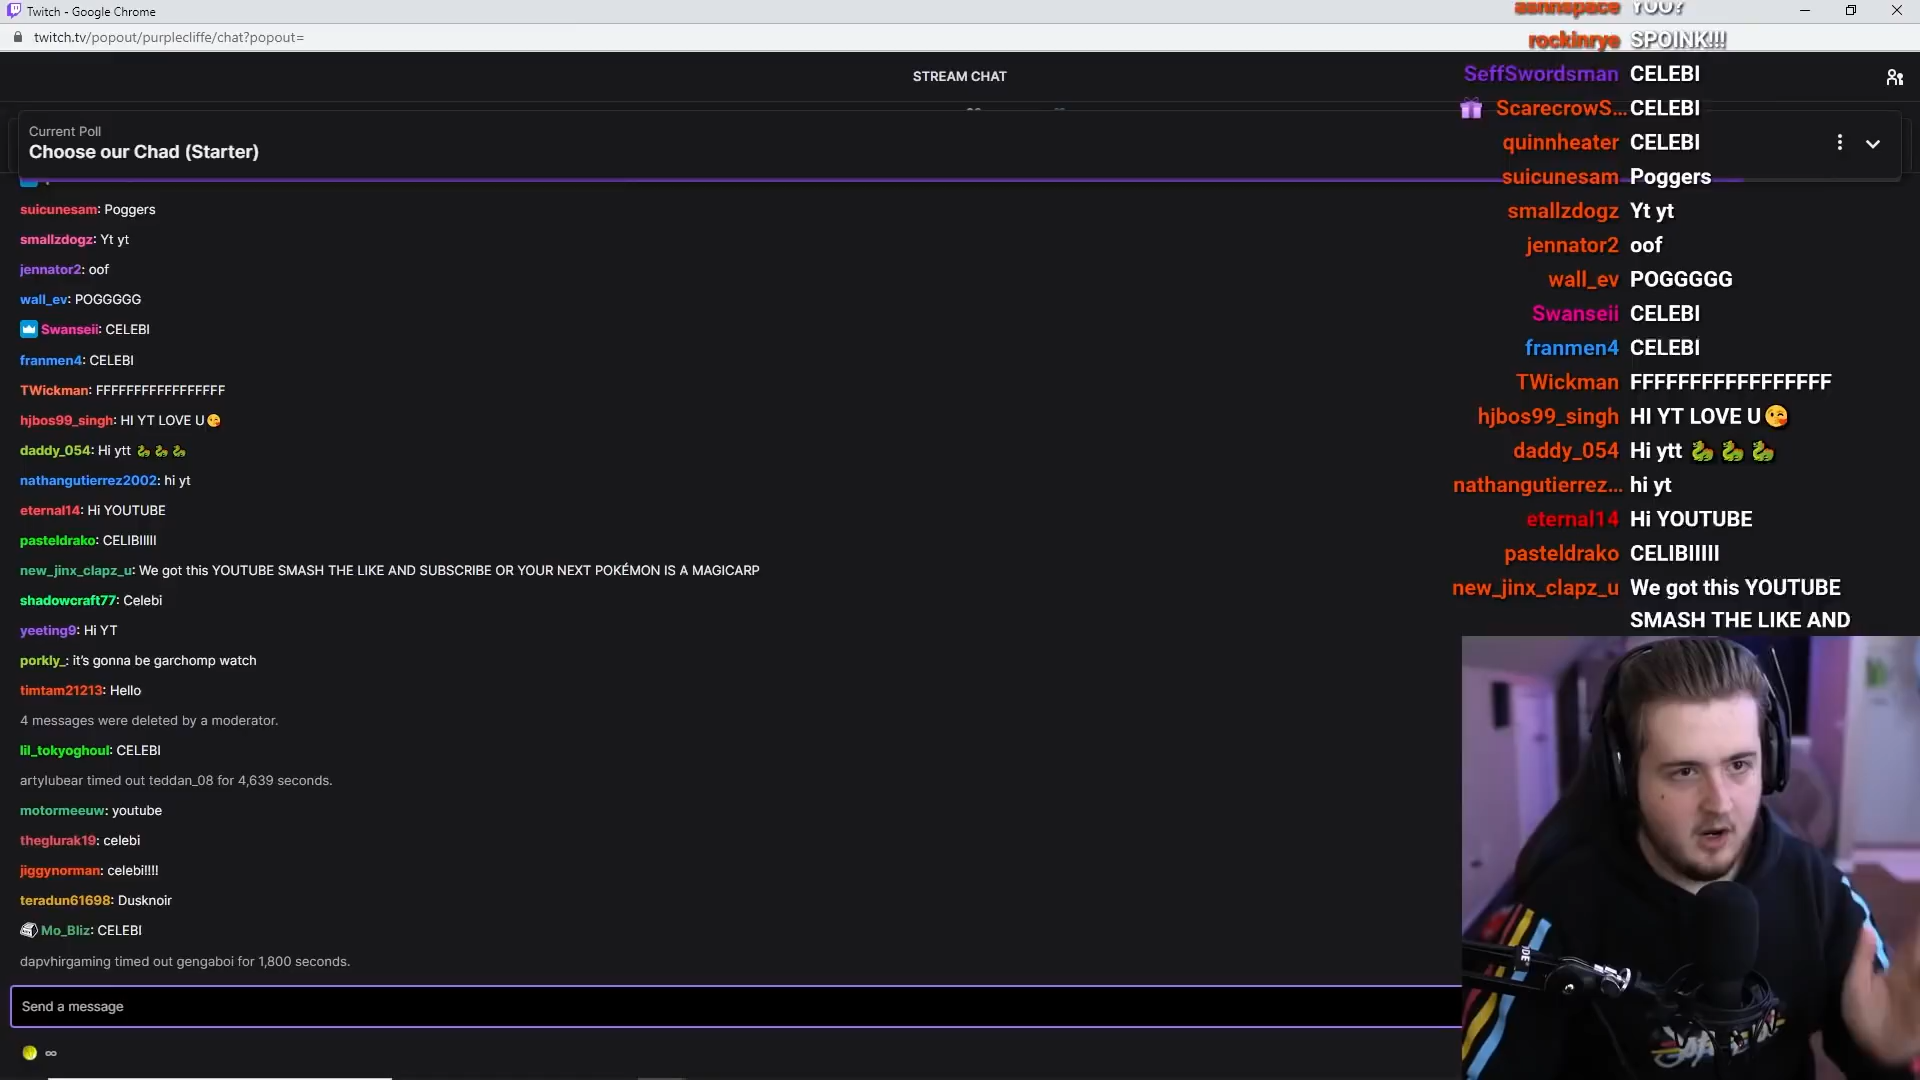 Twitch - Google Chrome
twitch.tv/popout/purplecliffe/chat?popout=
STREAM CHAT
Current Poll
Choose our Chad (Starter)
suicunesam: Poggers
smallzdogz: Yt yt
jennator2: oof
wall_ev: POGGGGG
Swanseii: CELEBI
franmen4: CELEBI
TWickman: FFFFFFFFFFFFFFFFF
hjbos99_singh: HI YT LOVE U😘
daddy_054: Hi ytt 🐉 🐉 🐉
nathangutierrez2002: hi yt
eternal14: Hi YOUTUBE
pasteldrako: CELIBIIIII
new_jinx_clapz_u: We got this YOUTUBE SMASH THE LIKE AND SUBSCRIBE OR YOUR NEXT POKÉMON IS A MAGICARP
shadowcraft77: Celebi
yeeting9: Hi YT
porkly_: it's gonna be garchomp watch
timtam21213: Hello
4 messages were deleted by a moderator.
lil_tokyoghoul: CELEBI
artylubear timed out teddan_08 for 4,639 seconds.
motormeeuw: youtube
theglurak19: celebi
jiggynorman: celebi!!!!
teradun61698: Dusknoir
Mo_Bliz: CELEBI
dapvhirgaming timed out gengaboi for 1,800 seconds.
Send a message
∞
asnnspace YOU?
rockinrye SPOINK!!!
SeffSwordsman CELEBI
ScarecrowS... CELEBI
quinnheater CELEBI
suicunesam Poggers
smallzdogz Yt yt
jennator2 oof
wall_ev POGGGGG
Swanseii CELEBI
franmen4 CELEBI
TWickman FFFFFFFFFFFFFFFFF
hjbos99_singh HI YT LOVE U😘
daddy_054 Hi ytt 🐉 🐉 🐉
nathangutierrez... hi yt
eternal14 Hi YOUTUBE
pasteldrako CELIBIIIII
new_jinx_clapz_u We got this YOUTUBE
SMASH THE LIKE AND